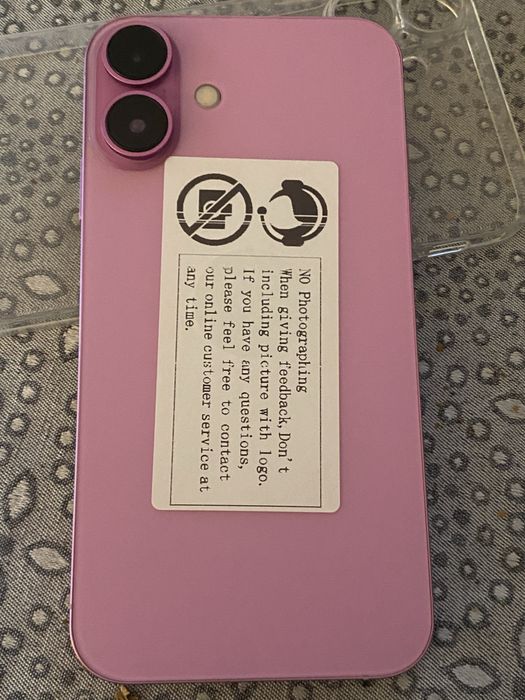 NO Photographing
When giving feedback,Don't
including picture with logo.
If you have any questions,
please feel free to contact
our online customer service at
any time.